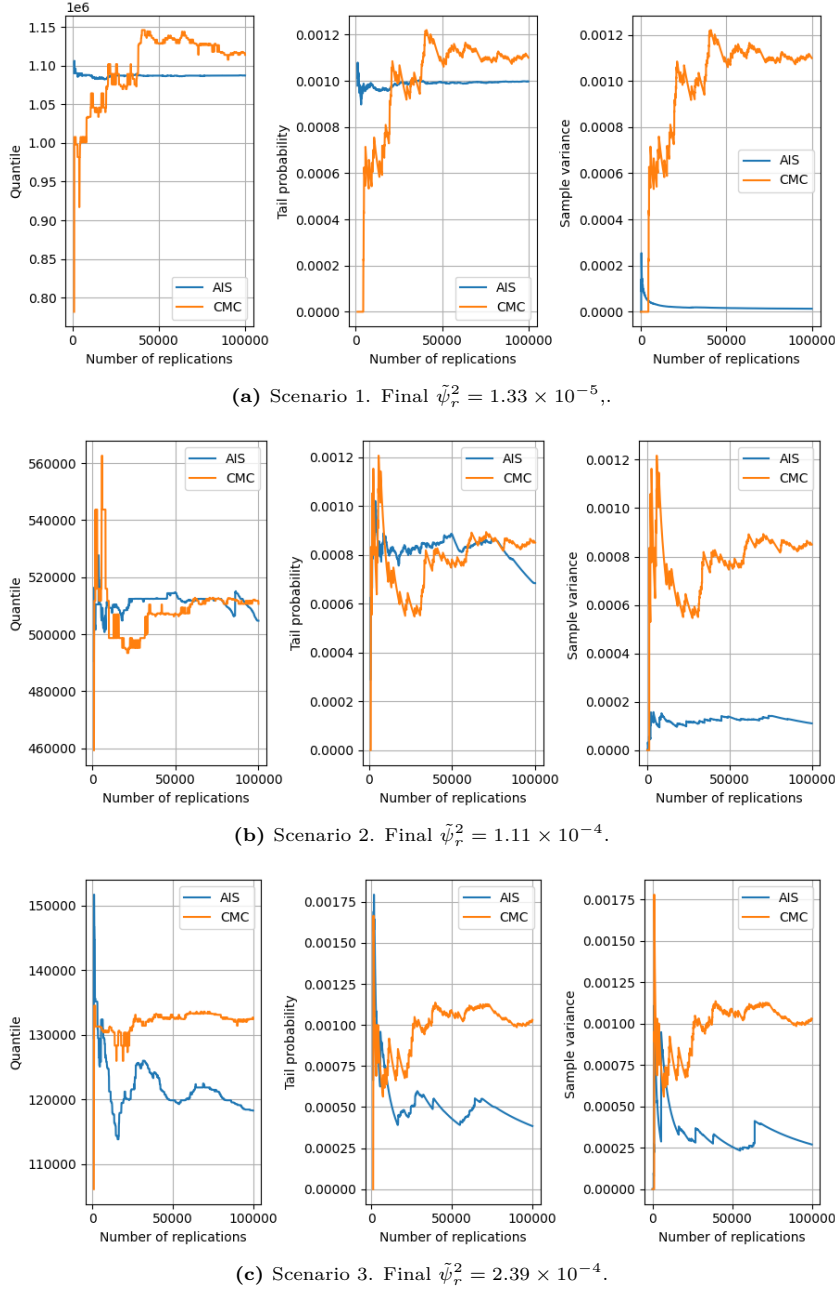 1e6
1.15
1.10
1.05
1.00
0.95
0.90
0.85
0.80
Quantile
AIS
CMC
0 50000 100000
Number of replications
0.0012
0.0010
0.0008
0.0006
0.0004
0.0002
0.0000
Tail probability
AIS
CMC
0 50000 100000
Number of replications
0.0012
0.0010
0.0008
0.0006
0.0004
0.0002
0.0000
Sample variance
AIS
CMC
0 50000 100000
Number of replications
(a) Scenario 1. Final ψ̃²ᵣ = 1.33 × 10⁻⁵,.
560000
540000
520000
500000
480000
460000
Quantile
AIS
CMC
0 50000 100000
Number of replications
0.0012
0.0010
0.0008
0.0006
0.0004
0.0002
0.0000
Tail probability
AIS
CMC
0 50000 100000
Number of replications
0.0012
0.0010
0.0008
0.0006
0.0004
0.0002
0.0000
Sample variance
AIS
CMC
0 50000 100000
Number of replications
(b) Scenario 2. Final ψ̃²ᵣ = 1.11 × 10⁻⁴.
150000
140000
130000
120000
110000
Quantile
AIS
CMC
0 50000 100000
Number of replications
0.00175
0.00150
0.00125
0.00100
0.00075
0.00050
0.00025
0.00000
Tail probability
AIS
CMC
0 50000 100000
Number of replications
0.00175
0.00150
0.00125
0.00100
0.00075
0.00050
0.00025
0.00000
Sample variance
AIS
CMC
0 50000 100000
Number of replications
(c) Scenario 3. Final ψ̃²ᵣ = 2.39 × 10⁻⁴.